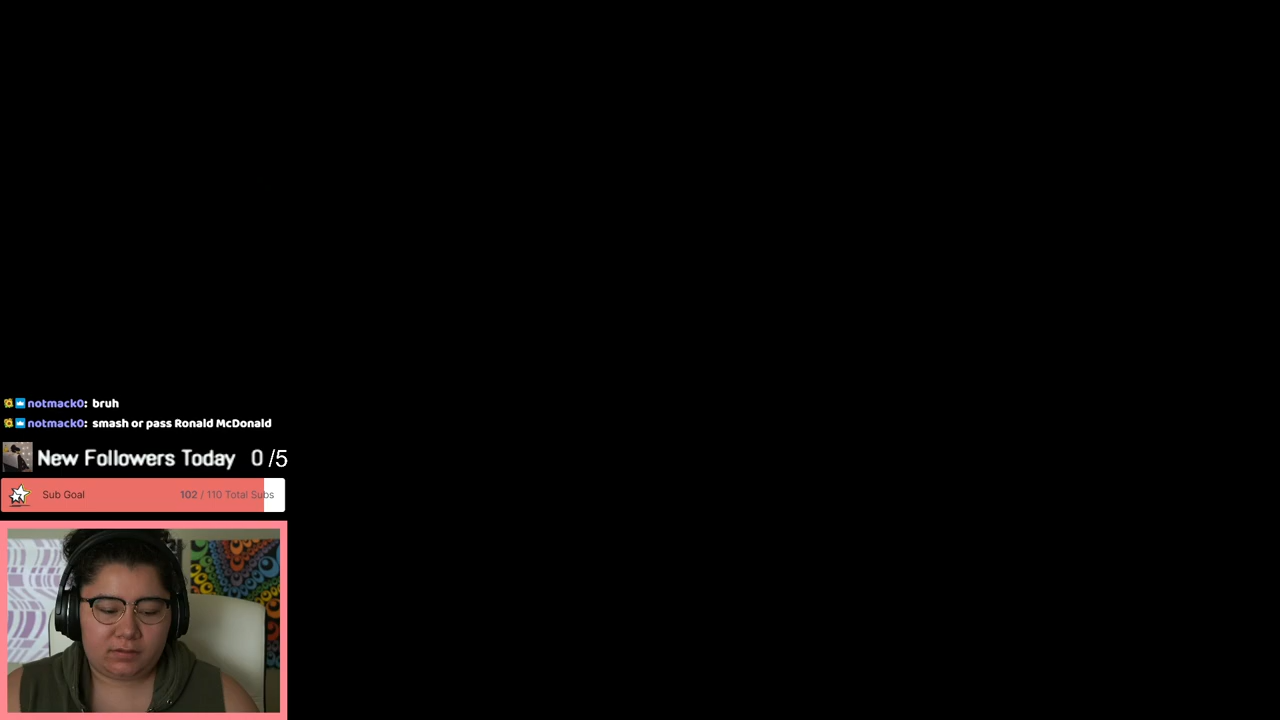 notmack0: bruh
notmack0: smash or pass Ronald McDonald
New Followers Today 0 /5
Sub Goal 102 / 110 Total Subs